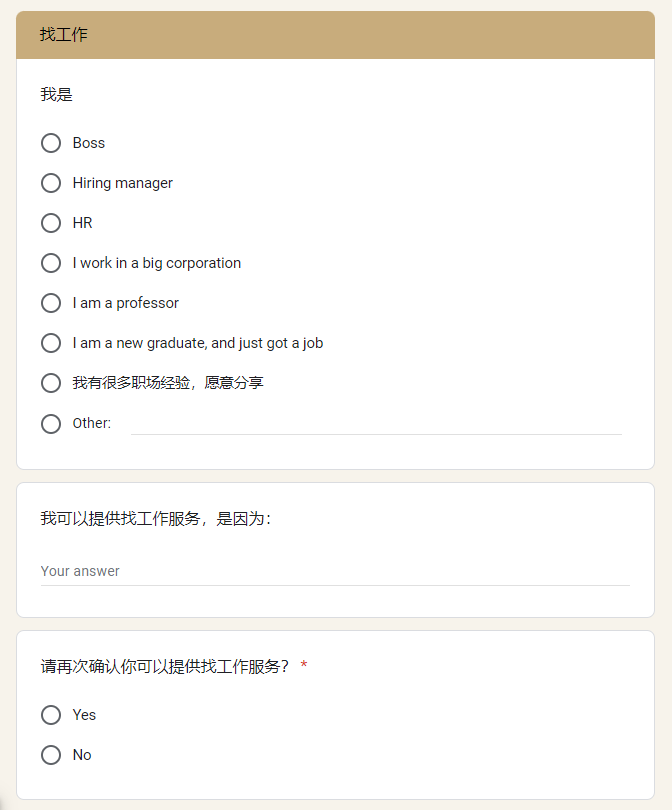 找工作
我是
Boss
Hiring manager
HR
I work in a big corporation
I am a professor
I am a new graduate, and just got a job
我有很多职场经验，愿意分享
Other:
我可以提供找工作服务，是因为：
Your answer
请再次确认你可以提供找工作服务？ *
Yes
No